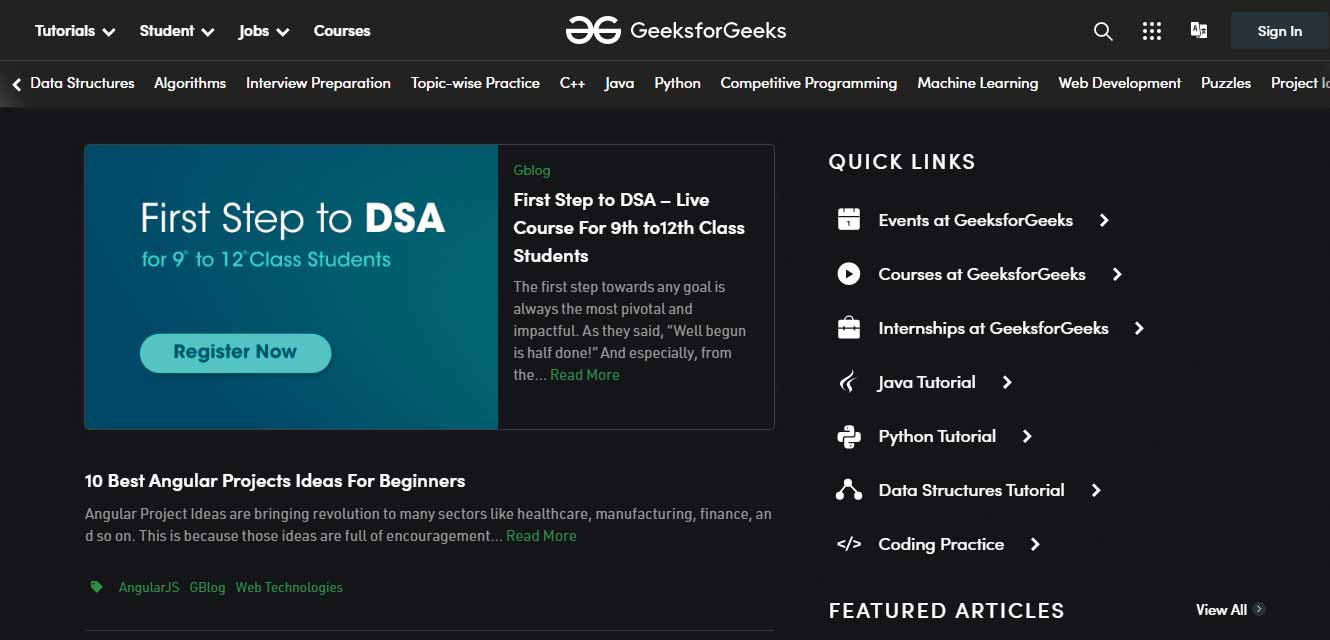 Tutorials Student Jobs Courses
GeeksforGeeks
Sign In
Data Structures Algorithms Interview Preparation Topic-wise Practice C++ Java Python Competitive Programming Machine Learning Web Development Puzzles Project
First Step to DSA
for 9th to 12th Class Students
Register Now
Gblog
First Step to DSA – Live
Course For 9th to12th Class
Students
The first step towards any goal is
always the most pivotal and
impactful. As they said, “Well begun
is half done!” And especially, from
the... Read More
10 Best Angular Projects Ideas For Beginners
Angular Project Ideas are bringing revolution to many sectors like healthcare, manufacturing, finance, an
d so on. This is because those ideas are full of encouragement... Read More
AngularJS GBlog Web Technologies
QUICK LINKS
Events at GeeksforGeeks
Courses at GeeksforGeeks
Internships at GeeksforGeeks
Java Tutorial
Python Tutorial
Data Structures Tutorial
</> Coding Practice
FEATURED ARTICLES
View All